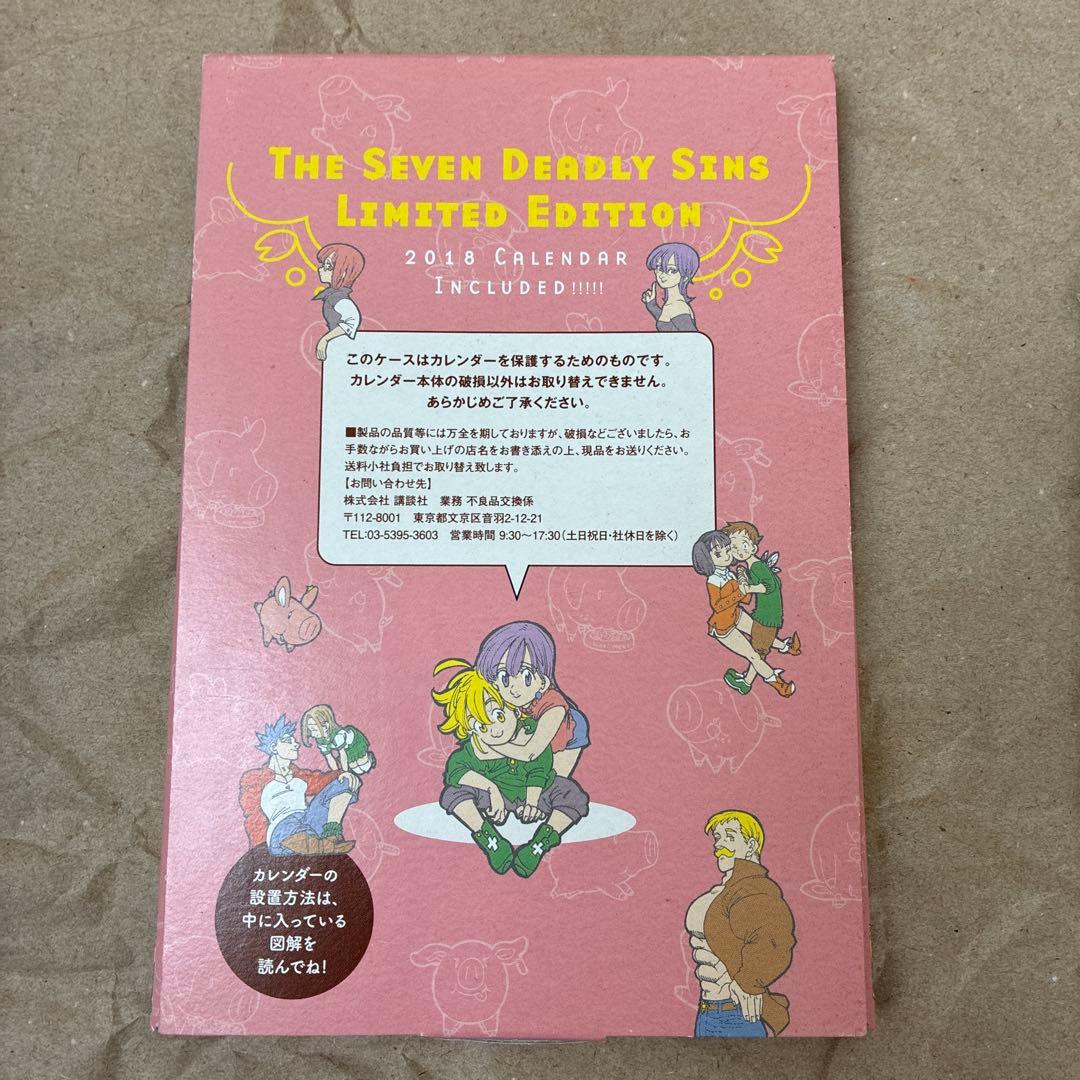 THE SEVEN DEADLY SINS
LIMITED EDITION
2018 CALENDAR
INCLUDED!!!!!
このケースはカレンダーを保護するためのものです。
カレンダー本体の破損以外はお取り替えできません。
あらかじめご了承ください。
■製品の品質等には万全を期しておりますが、破損などございましたら、お
手数ながらお買い上げの店名をお書き添えの上、現品をお送りください。
送料小社負担でお取り替え致します。
【お問い合わせ先】
株式会社 講談社　業務 不良品交換係
〒112-8001　東京都文京区音羽2-12-21
TEL:03-5395-3603　営業時間 9:30〜17:30(土日祝日・社休日を除く)
カレンダーの
設置方法は、
中に入っている
図解を
読んでね!